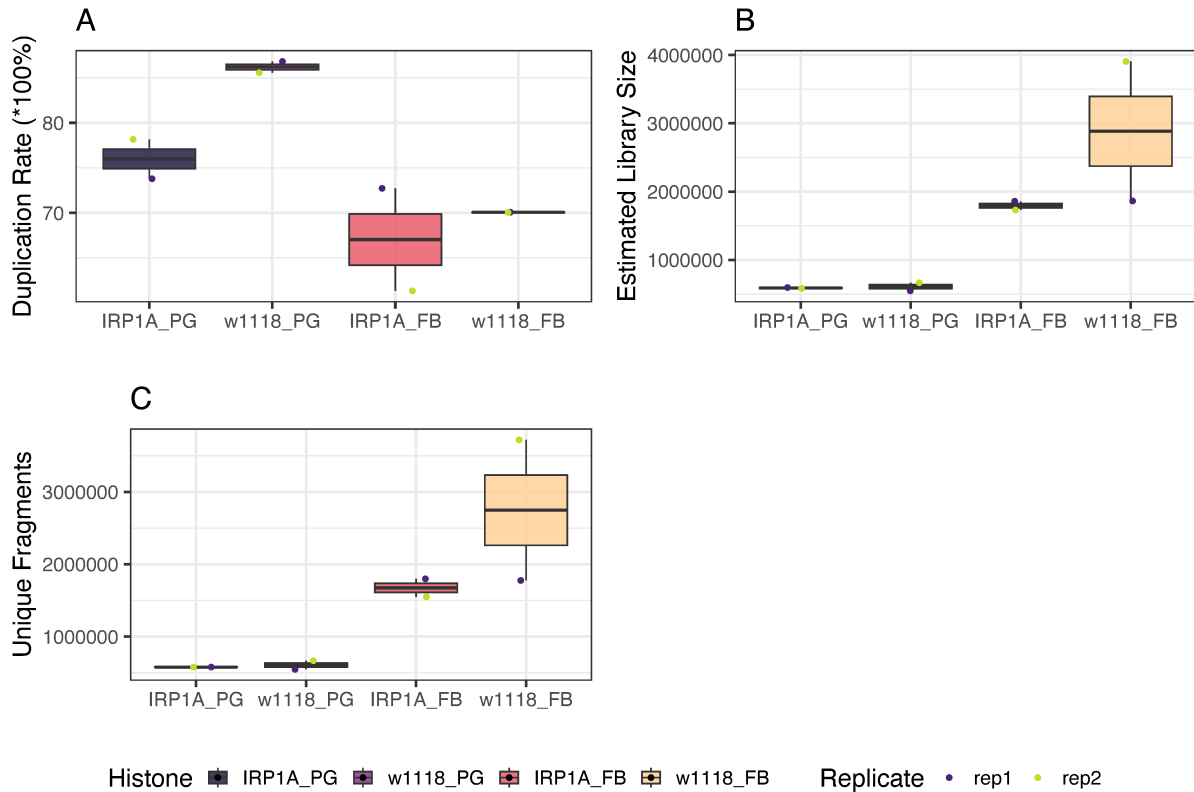 A
Duplication Rate (*100%)
80
70
IRP1A_PG w1118_PG IRP1A_FB w1118_FB
B
Estimated Library Size
4000000
3000000
2000000
1000000
IRP1A_PG w1118_PG IRP1A_FB w1118_FB
C
Unique Fragments
3000000
2000000
1000000
IRP1A_PG w1118_PG IRP1A_FB w1118_FB
Histone IRP1A_PG w1118_PG IRP1A_FB w1118_FB Replicate rep1 rep2